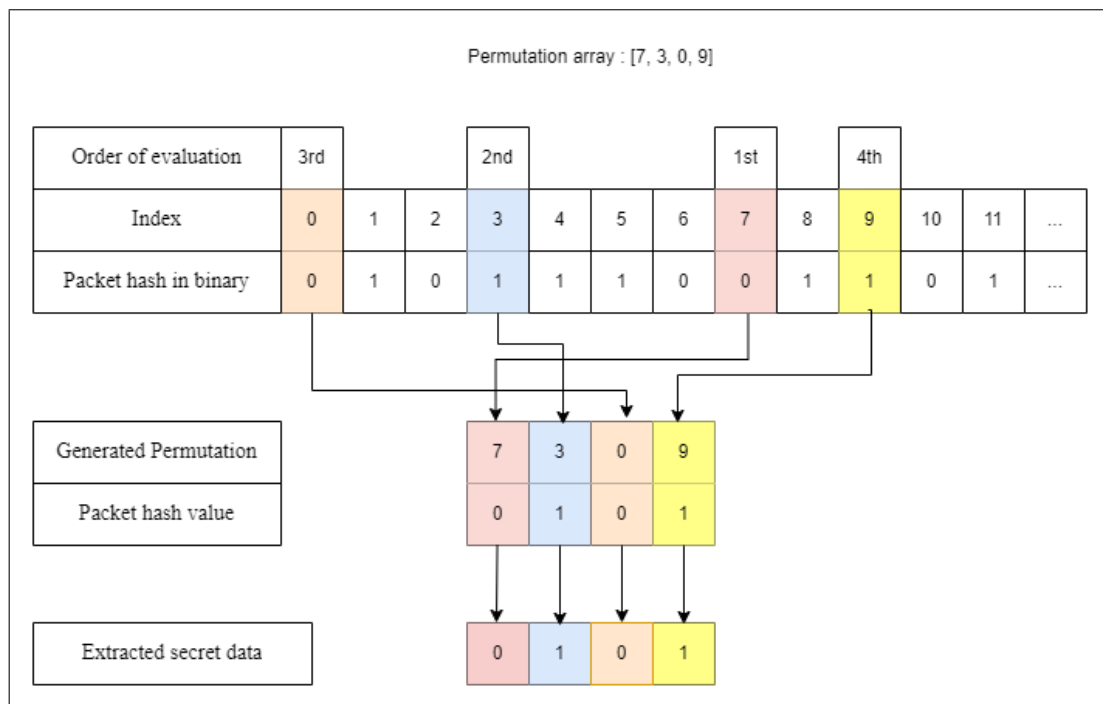 Permutation array : [7, 3, 0, 9]
Order of evaluation 3rd 2nd 1st 4th
Index 0 1 2 3 4 5 6 7 8 9 10 11 ...
Packet hash in binary 0 1 0 1 1 1 0 0 1 1 0 1 ...
Generated Permutation 7 3 0 9
Packet hash value 0 1 0 1
Extracted secret data 0 1 0 1